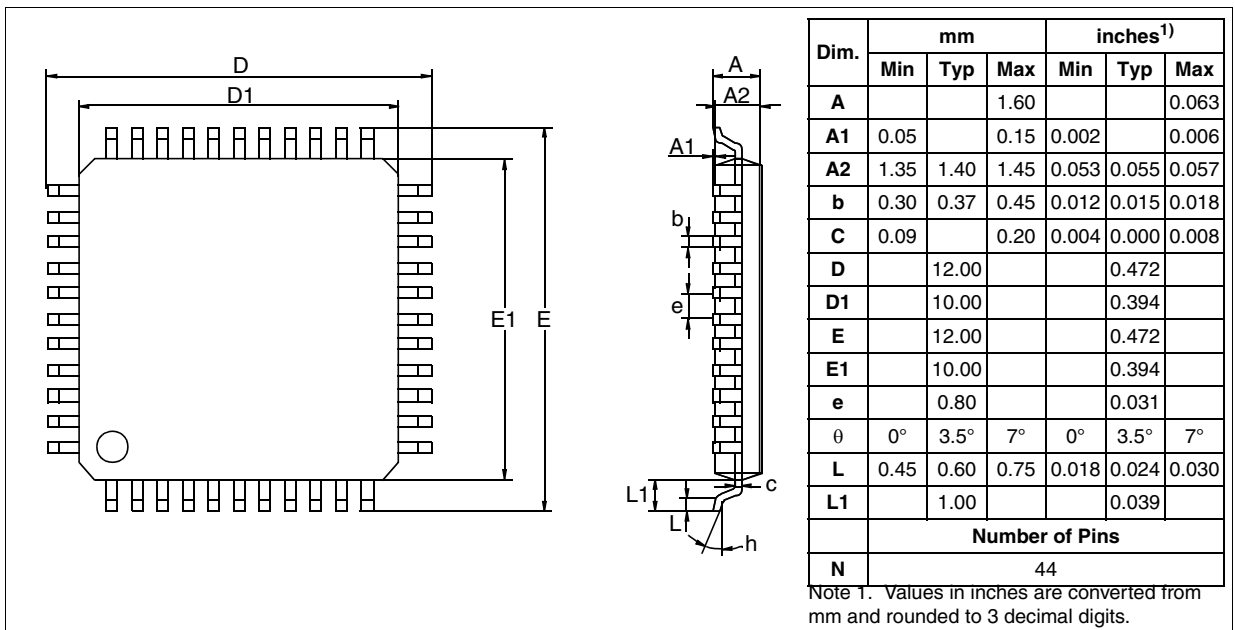 D
D1
E1
E
A
A2
A1
b
e
c
L1
L
h
Dim. mm inches1)
Min Typ Max Min Typ Max
A 1.60 0.063
A1 0.05 0.15 0.002 0.006
A2 1.35 1.40 1.45 0.053 0.055 0.057
b 0.30 0.37 0.45 0.012 0.015 0.018
C 0.09 0.20 0.004 0.000 0.008
D 12.00 0.472
D1 10.00 0.394
E 12.00 0.472
E1 10.00 0.394
e 0.80 0.031
θ 0° 3.5° 7° 0° 3.5° 7°
L 0.45 0.60 0.75 0.018 0.024 0.030
L1 1.00 0.039
Number of Pins
N 44
Note 1. Values in inches are converted from
mm and rounded to 3 decimal digits.